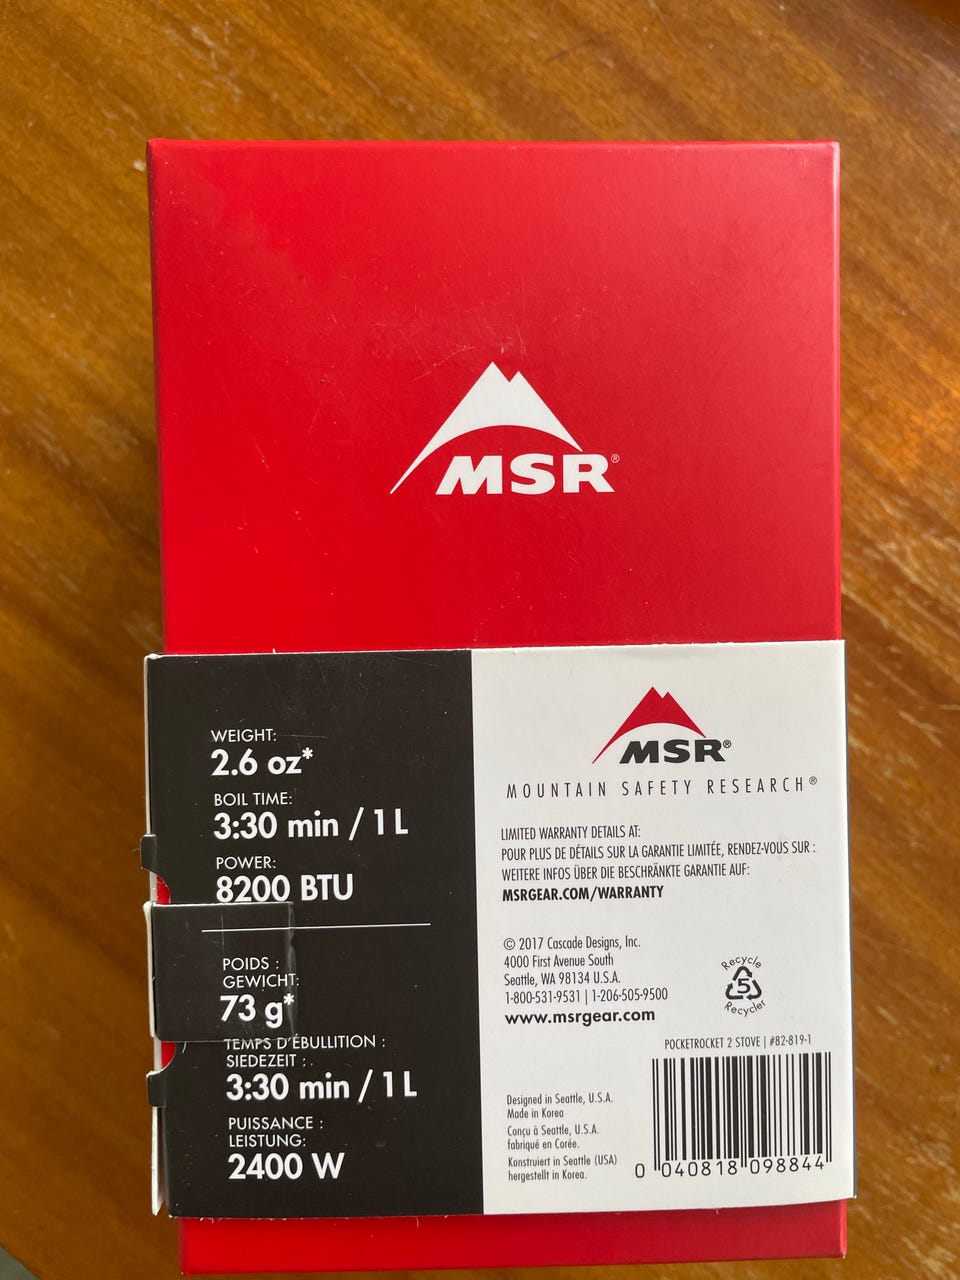 MSR®
WEIGHT:
2.6 oz*
BOIL TIME:
3:30 min / 1 L
POWER:
8200 BTU
POIDS :
GEWICHT:
73 g*
TEMPS D'ÉBULLITION :
SIEDEZEIT :
3:30 min / 1 L
PUISSANCE :
LEISTUNG:
2400 W
MSR®
MOUNTAIN SAFETY RESEARCH®
LIMITED WARRANTY DETAILS AT:
POUR PLUS DE DÉTAILS SUR LA GARANTIE LIMITÉE, RENDEZ-VOUS SUR :
WEITERE INFOS ÜBER DIE BESCHRÄNKTE GARANTIE AUF:
MSRGEAR.COM/WARRANTY
© 2017 Cascade Designs, Inc.
4000 First Avenue South
Seattle, WA 98134 U.S.A.
1-800-531-9531 | 1-206-505-9500
www.msrgear.com
Recycle
5
Recycler
POCKETROCKET 2 STOVE | #82-819-1
Designed in Seattle, U.S.A.
Made in Korea
Conçu à Seattle, U.S.A.
fabriqué en Corée.
Konstruiert in Seattle (USA)
hergestellt in Korea.
0 040818 098844